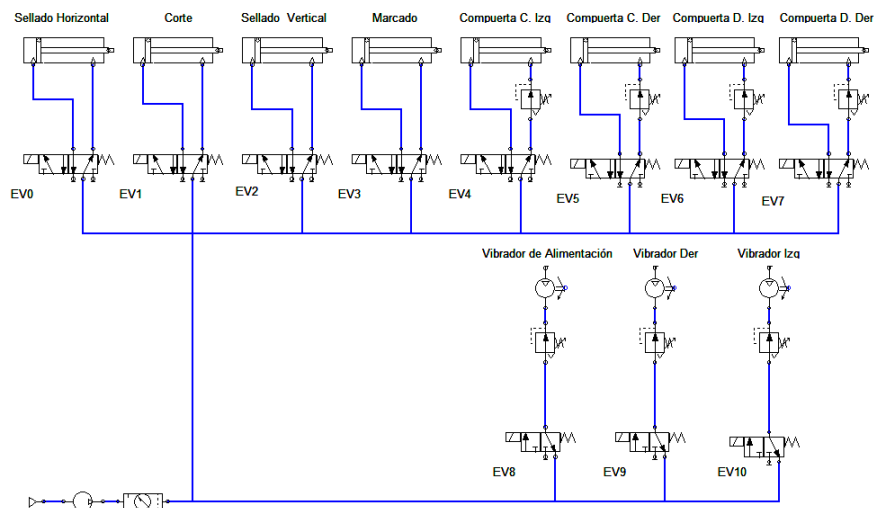 Sellado Horizontal
Corte
Sellado Vertical
Marcado
Compuerta C. Izq
Compuerta C. Der
Compuerta D. Izq
Compuerta D. Der
EV0
EV1
EV2
EV3
EV4
EV5
EV6
EV7
Vibrador de Alimentación
Vibrador Der
Vibrador Izq
EV8
EV9
EV10